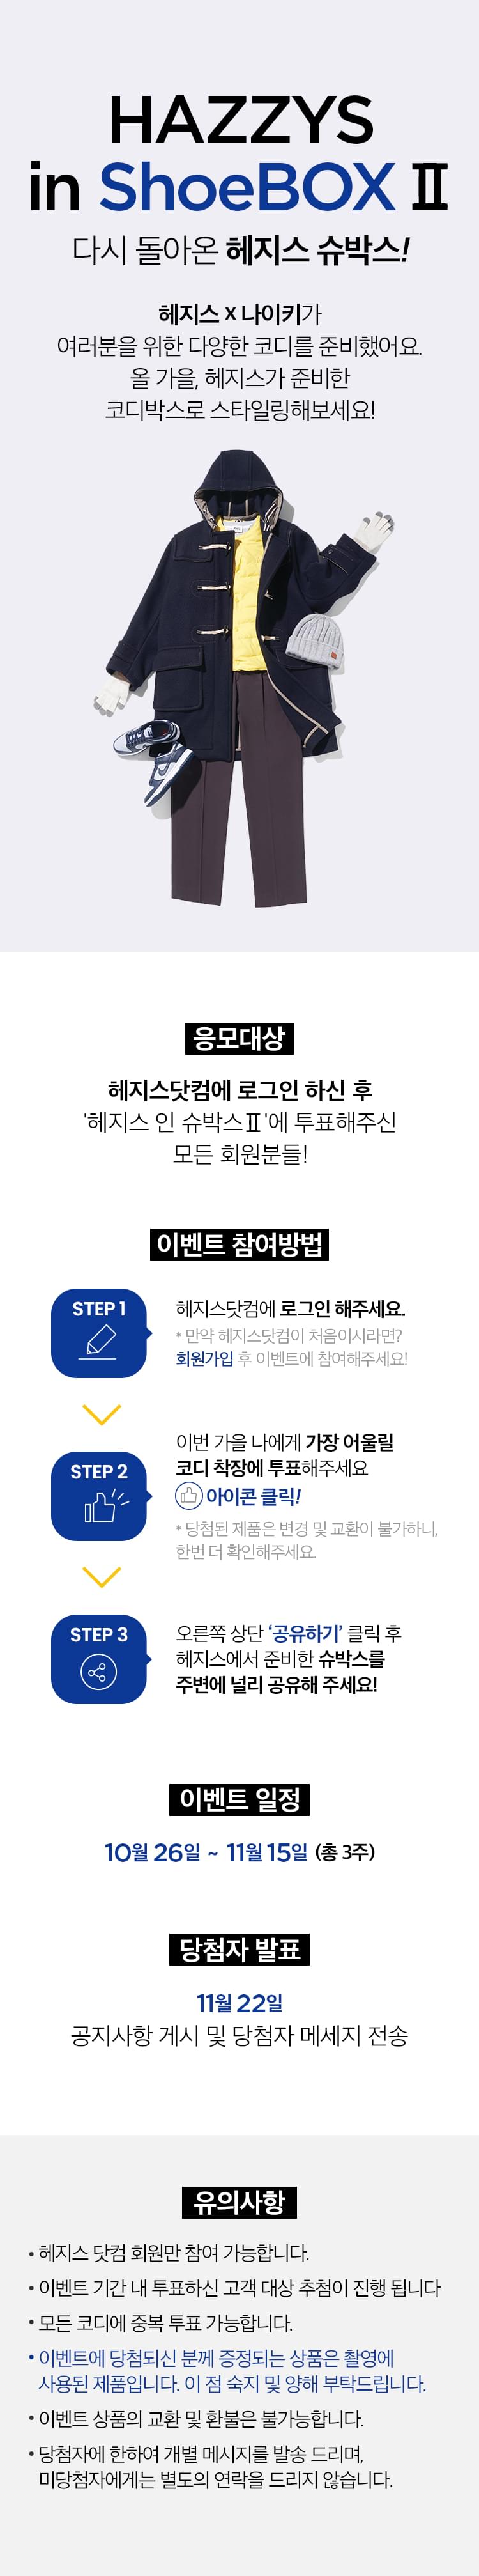 HAZZYS
in ShoeBOX Ⅱ
다시 돌아온 헤지스 슈박스!
헤지스 x 나이키가
여러분을 위한 다양한 코디를 준비했어요.
올 가을, 헤지스가 준비한
코디박스로 스타일링해보세요!
응모대상
헤지스닷컴에 로그인 하신 후
'헤지스 인 슈박스Ⅱ'에 투표해주신
모든 회원분들!
이벤트 참여방법
STEP 1
헤지스닷컴에 로그인 해주세요.
* 만약 헤지스닷컴이 처음이시라면?
회원가입 후 이벤트에 참여해주세요!
STEP 2
이번 가을 나에게 가장 어울릴
코디 착장에 투표해주세요
아이콘 클릭!
* 당첨된 제품은 변경 및 교환이 불가하니,
한번 더 확인해주세요.
STEP 3
오른쪽 상단 ‘공유하기’ 클릭 후
헤지스에서 준비한 슈박스를
주변에 널리 공유해 주세요!
이벤트 일정
10월 26일 ~ 11월 15일 (총 3주)
당첨자 발표
11월 22일
공지사항 게시 및 당첨자 메세지 전송
유의사항
• 헤지스 닷컴 회원만 참여 가능합니다.
• 이벤트 기간 내 투표하신 고객 대상 추첨이 진행 됩니다
• 모든 코디에 중복 투표 가능합니다.
• 이벤트에 당첨되신 분께 증정되는 상품은 촬영에
사용된 제품입니다. 이 점 숙지 및 양해 부탁드립니다.
• 이벤트 상품의 교환 및 환불은 불가능합니다.
• 당첨자에 한하여 개별 메시지를 발송 드리며,
미당첨자에게는 별도의 연락을 드리지 않습니다.